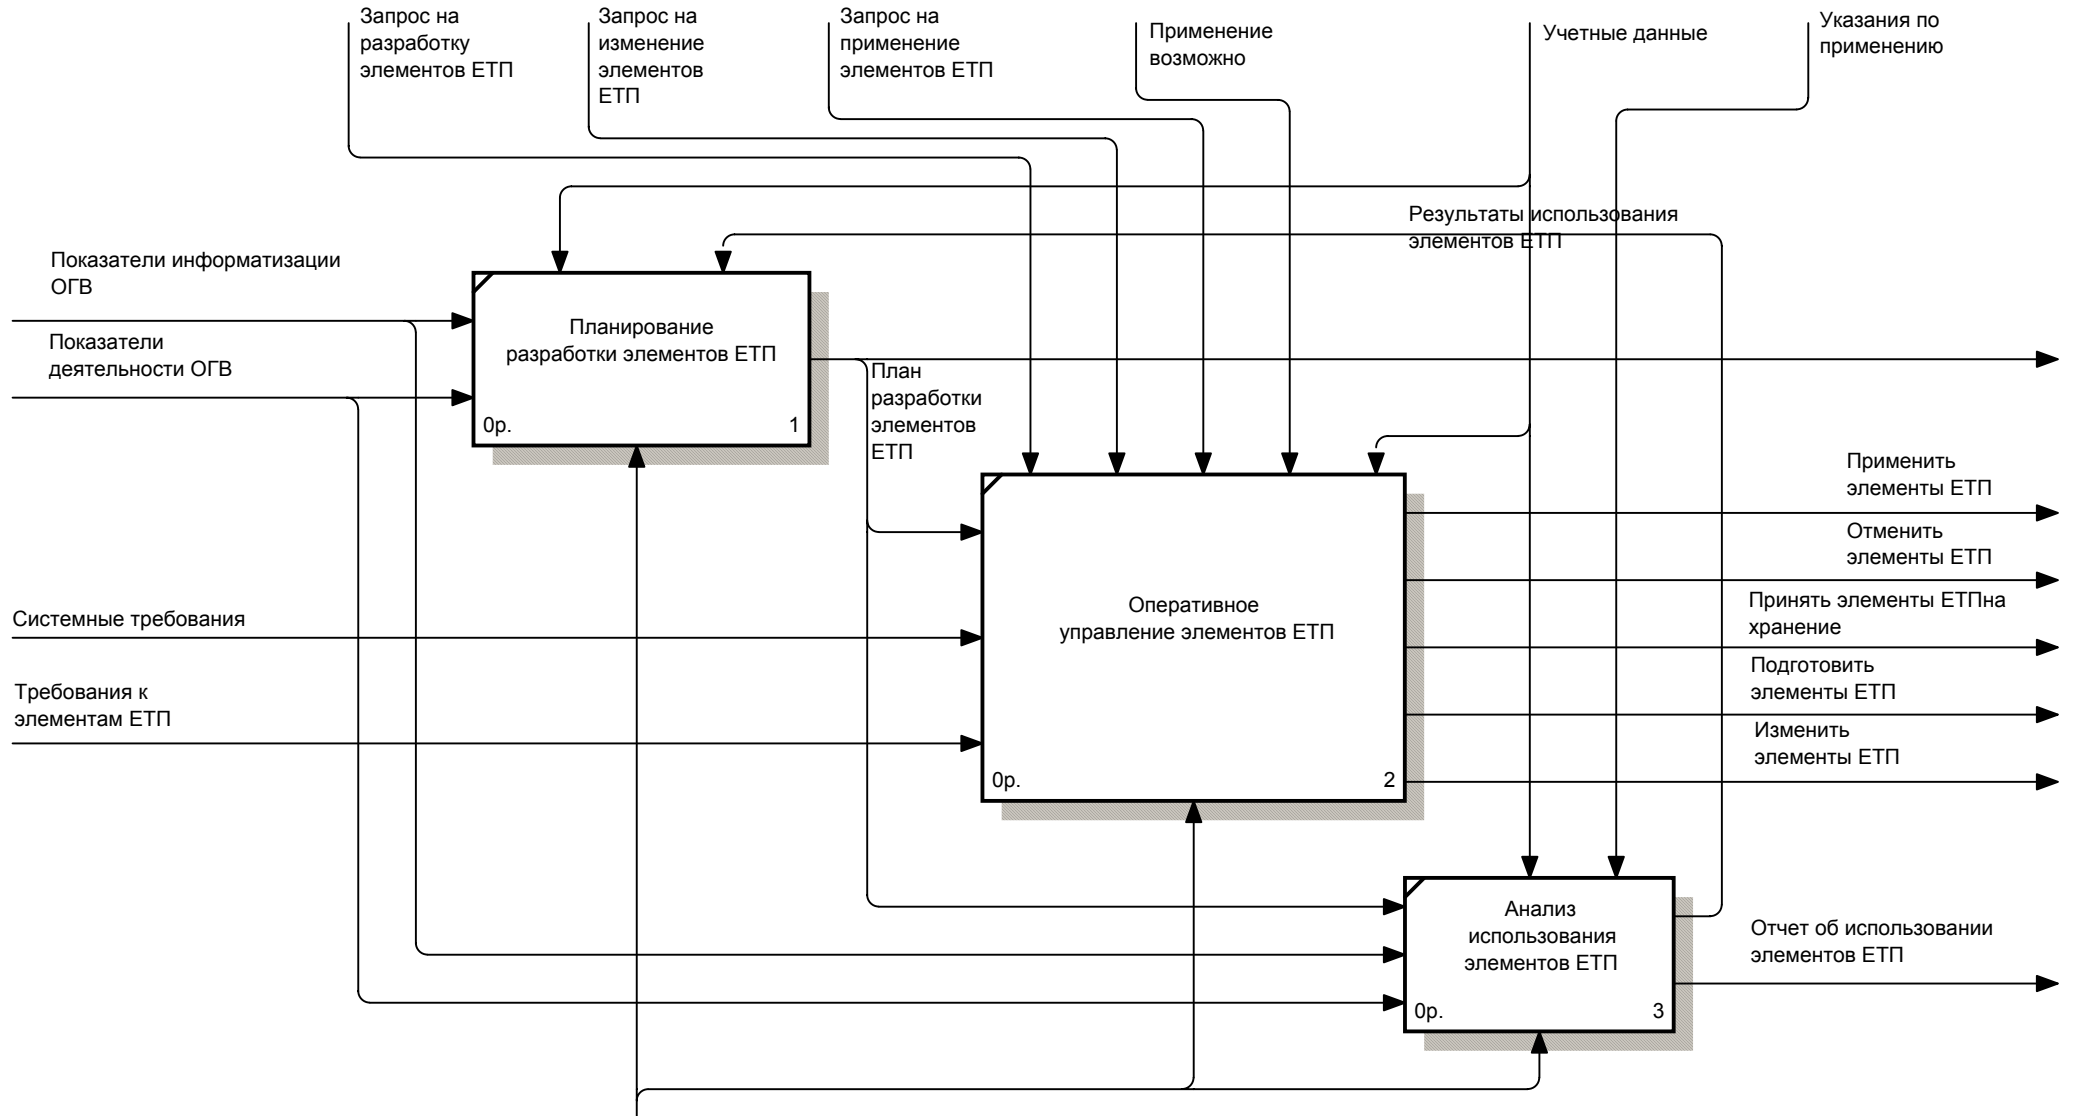 Запрос на
разработку
элементов ЕТП
Запрос на
изменение
элементов
ЕТП
Запрос на
применение
элементов ЕТП
Применение
возможно
Учетные данные
Указания по
применению
Результаты использования
элементов ЕТП
Показатели информатизации
ОГВ
Показатели
деятельности ОГВ
Планирование
разработки элементов ЕТП
0р.
1
План
разработки
элементов
ЕТП
Применить
элементы ЕТП
Отменить
элементы ЕТП
Принять элементы ЕТПна
хранение
Подготовить
элементы ЕТП
Изменить
элементы ЕТП
Системные требования
Требования к
элементам ЕТП
Оперативное
управление элементов ЕТП
0р.
2
Анализ
использования
элементов ЕТП
0р.
3
Отчет об использовании
элементов ЕТП